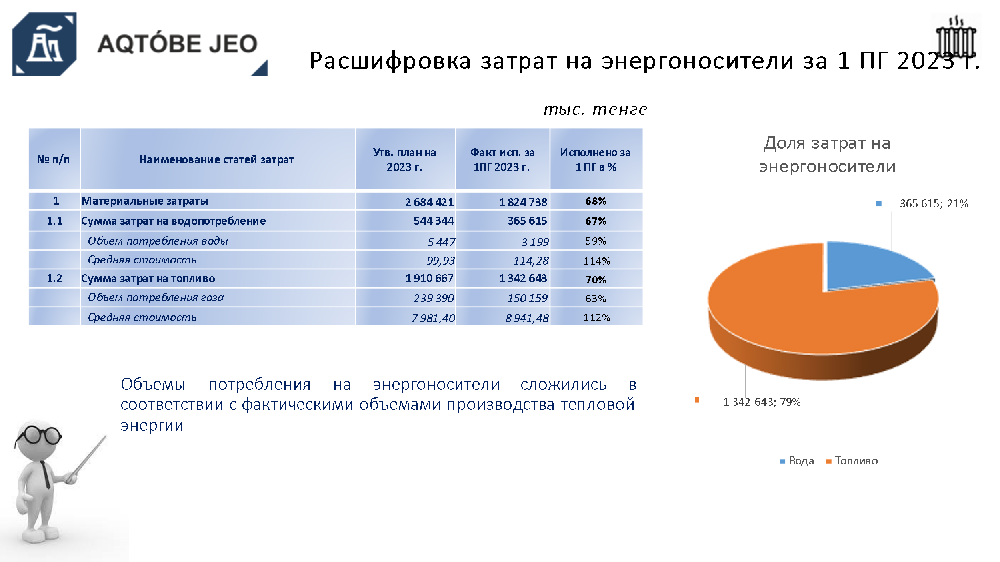 AQTÓBE JEO
Расшифровка затрат на энергоносители за 1 ПГ 2023 г.
тыс. тенге
№ п/п Наименование статей затрат Утв. план на 2023 г. Факт исп. за 1ПГ 2023 г. Исполнено за 1 ПГ в %
1 Материальные затраты 2 684 421 1 824 738 68%
1.1 Сумма затрат на водопотребление 544 344 365 615 67%
Объем потребления воды 5 447 3 199 59%
Средняя стоимость 99,93 114,28 114%
1.2 Сумма затрат на топливо 1 910 667 1 342 643 70%
Объем потребления газа 239 390 150 159 63%
Средняя стоимость 7 981,40 8 941,48 112%
Объемы потребления на энергоносители сложились в
соответствии с фактическими объемами производства тепловой
энергии
Доля затрат на
энергоносители
365 615; 21%
1 342 643; 79%
Вода Топливо